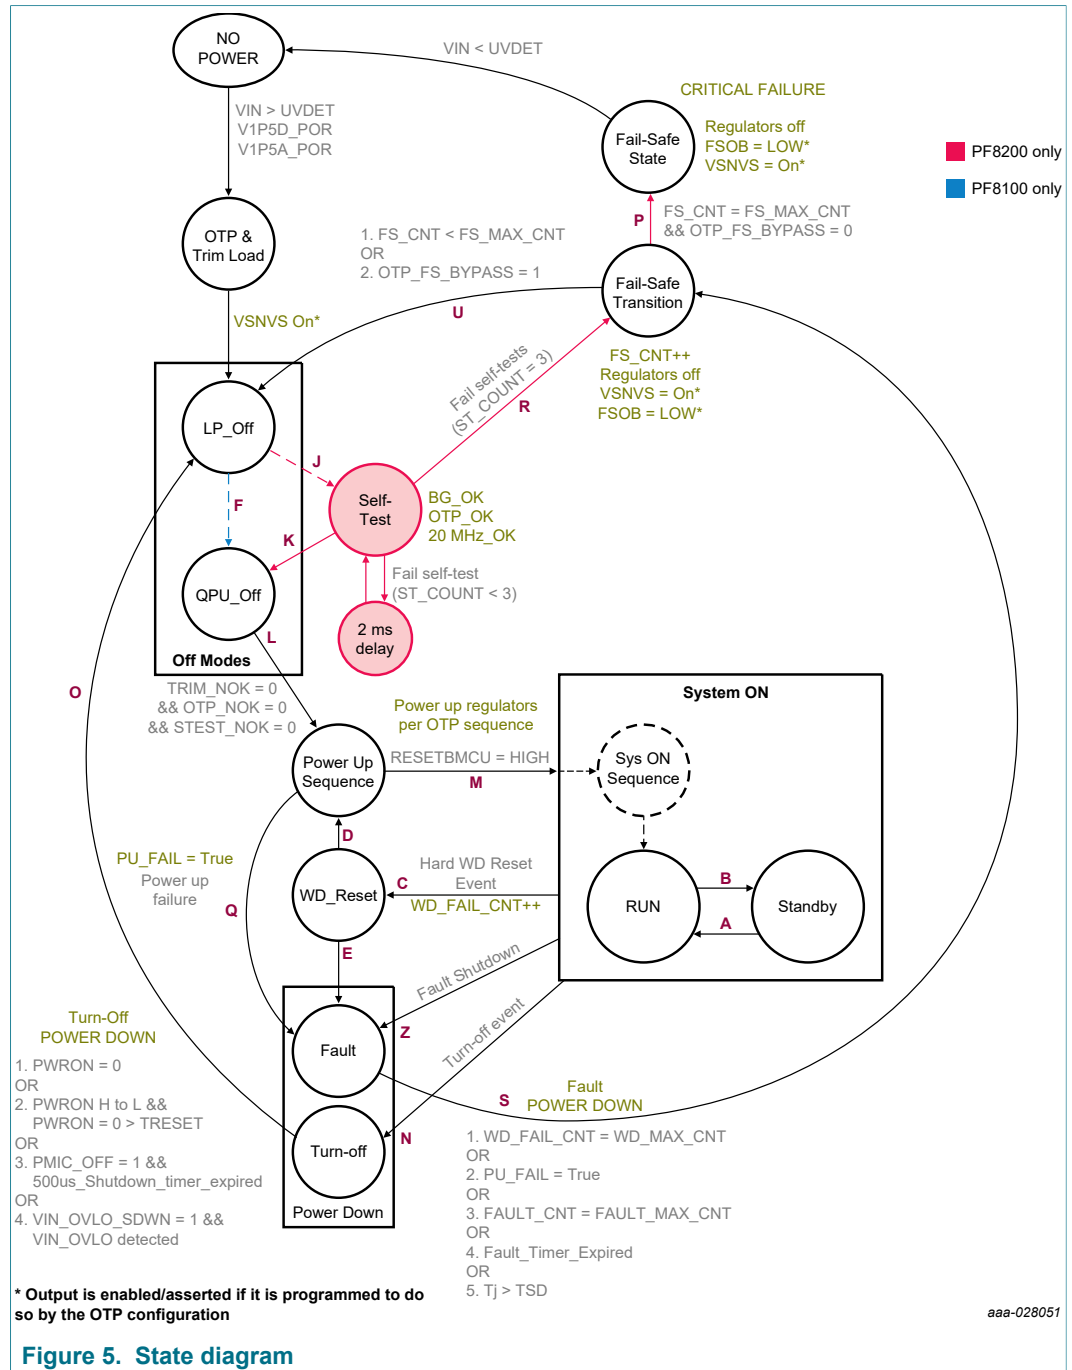 NO
POWER
VIN < UVDET
CRITICAL FAILURE
VIN > UVDET
V1P5D_POR
V1P5A_POR
Fail-Safe
State
Regulators off
FSOB = LOW*
VSNVS = On*
PF8200 only
PF8100 only
P
FS_CNT = FS_MAX_CNT
&& OTP_FS_BYPASS = 0
OTP &
Trim Load
1. FS_CNT < FS_MAX_CNT
OR
2. OTP_FS_BYPASS = 1
Fail-Safe
Transition
U
VSNVS On*
FS_CNT++
Regulators off
VSNVS = On*
FSOB = LOW*
Fail self-tests
(ST_COUNT = 3)
R
LP_Off
J
F
Self-
Test
BG_OK
OTP_OK
20 MHz_OK
K
Fail self-test
(ST_COUNT < 3)
QPU_Off
2 ms
delay
L
Off Modes
O
TRIM_NOK = 0
&& OTP_NOK = 0
&& STEST_NOK = 0
Power up regulators
per OTP sequence
System ON
Power Up
Sequence
RESETBMCU = HIGH
M
Sys ON
Sequence
D
PU_FAIL = True
Power up
failure
Q
WD_Reset
C
Hard WD Reset
Event
WD_FAIL_CNT++
RUN
B
A
Standby
E
Fault Shutdown
Z
Turn-off event
Fault
Turn-Off
POWER DOWN
1. PWRON = 0
OR
2. PWRON H to L &&
PWRON = 0 > TRESET
OR
3. PMIC_OFF = 1 &&
500us_Shutdown_timer_expired
OR
4. VIN_OVLO_SDWN = 1 &&
VIN_OVLO detected
S
Fault
POWER DOWN
N
Turn-off
Power Down
1. WD_FAIL_CNT = WD_MAX_CNT
OR
2. PU_FAIL = True
OR
3. FAULT_CNT = FAULT_MAX_CNT
OR
4. Fault_Timer_Expired
OR
5. Tj > TSD
* Output is enabled/asserted if it is programmed to do
so by the OTP configuration
aaa-028051
Figure 5. State diagram